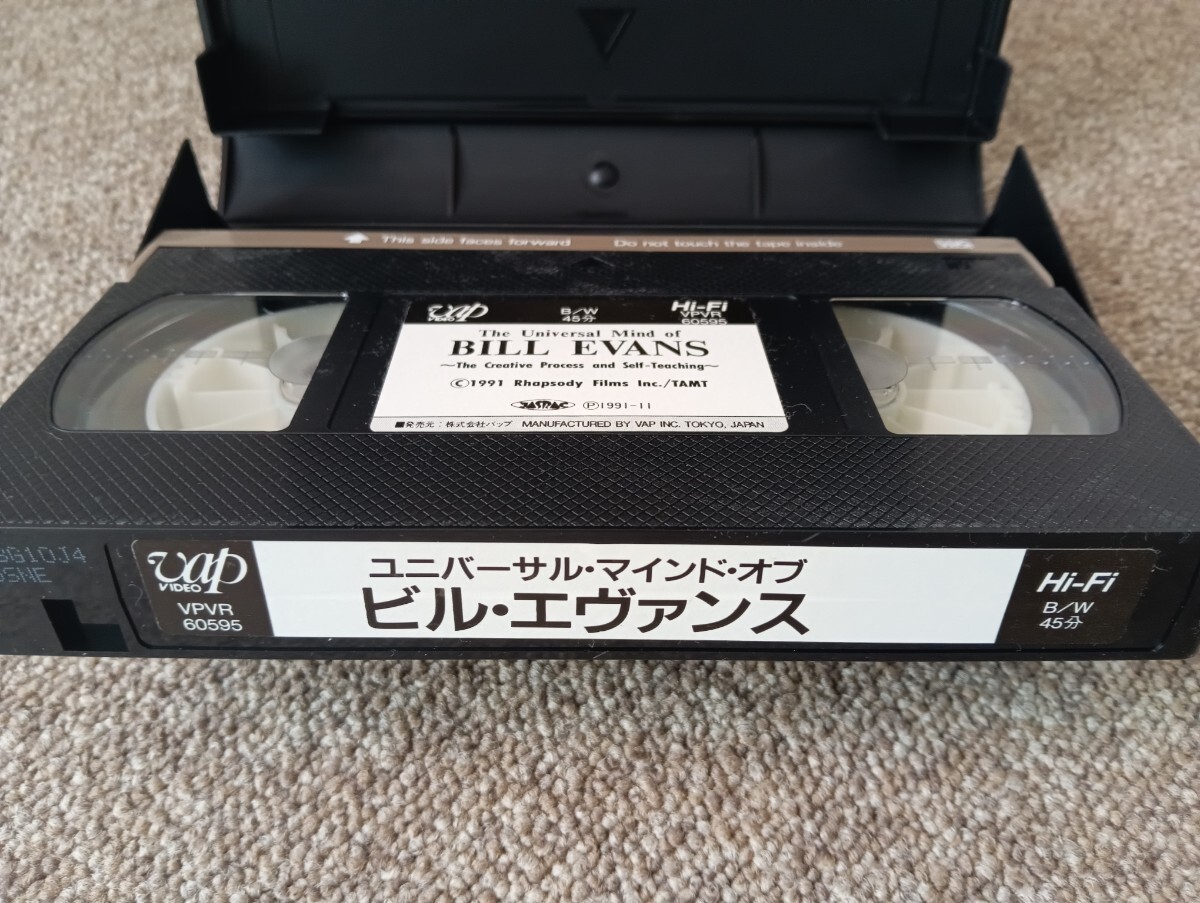 This side faces forward Do not touch the tape inside VHS
vap VIDEO B/W 45分 Hi-Fi VPVR 60595
The Universal Mind of
BILL EVANS
～The Creative Process and Self-Teaching～
©1991 Rhapsody Films Inc./TAMT
JASRAC Ⓟ1991-11
■発売元：株式会社バップ MANUFACTURED BY VAP INC. TOKYO, JAPAN
vap VIDEO
VPVR
60595
ユニバーサル・マインド・オブ
ビル・エヴァンス
Hi-Fi
B/W
45分